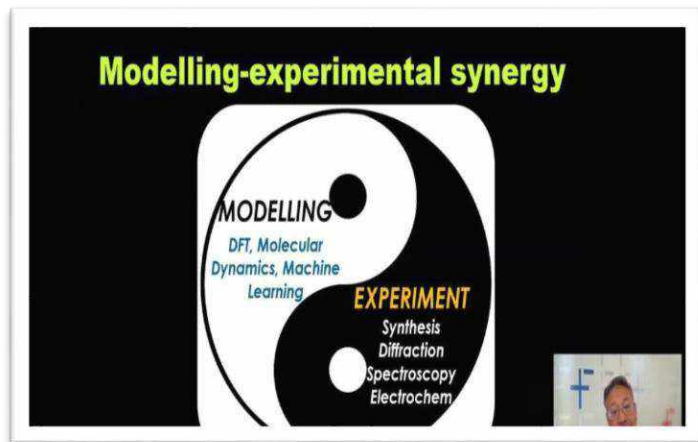 Modelling-experimental synergy
MODELLING
DFT, Molecular
Dynamics, Machine
Learning
EXPERIMENT
Synthesis
Diffraction
Spectroscopy
Electrochem